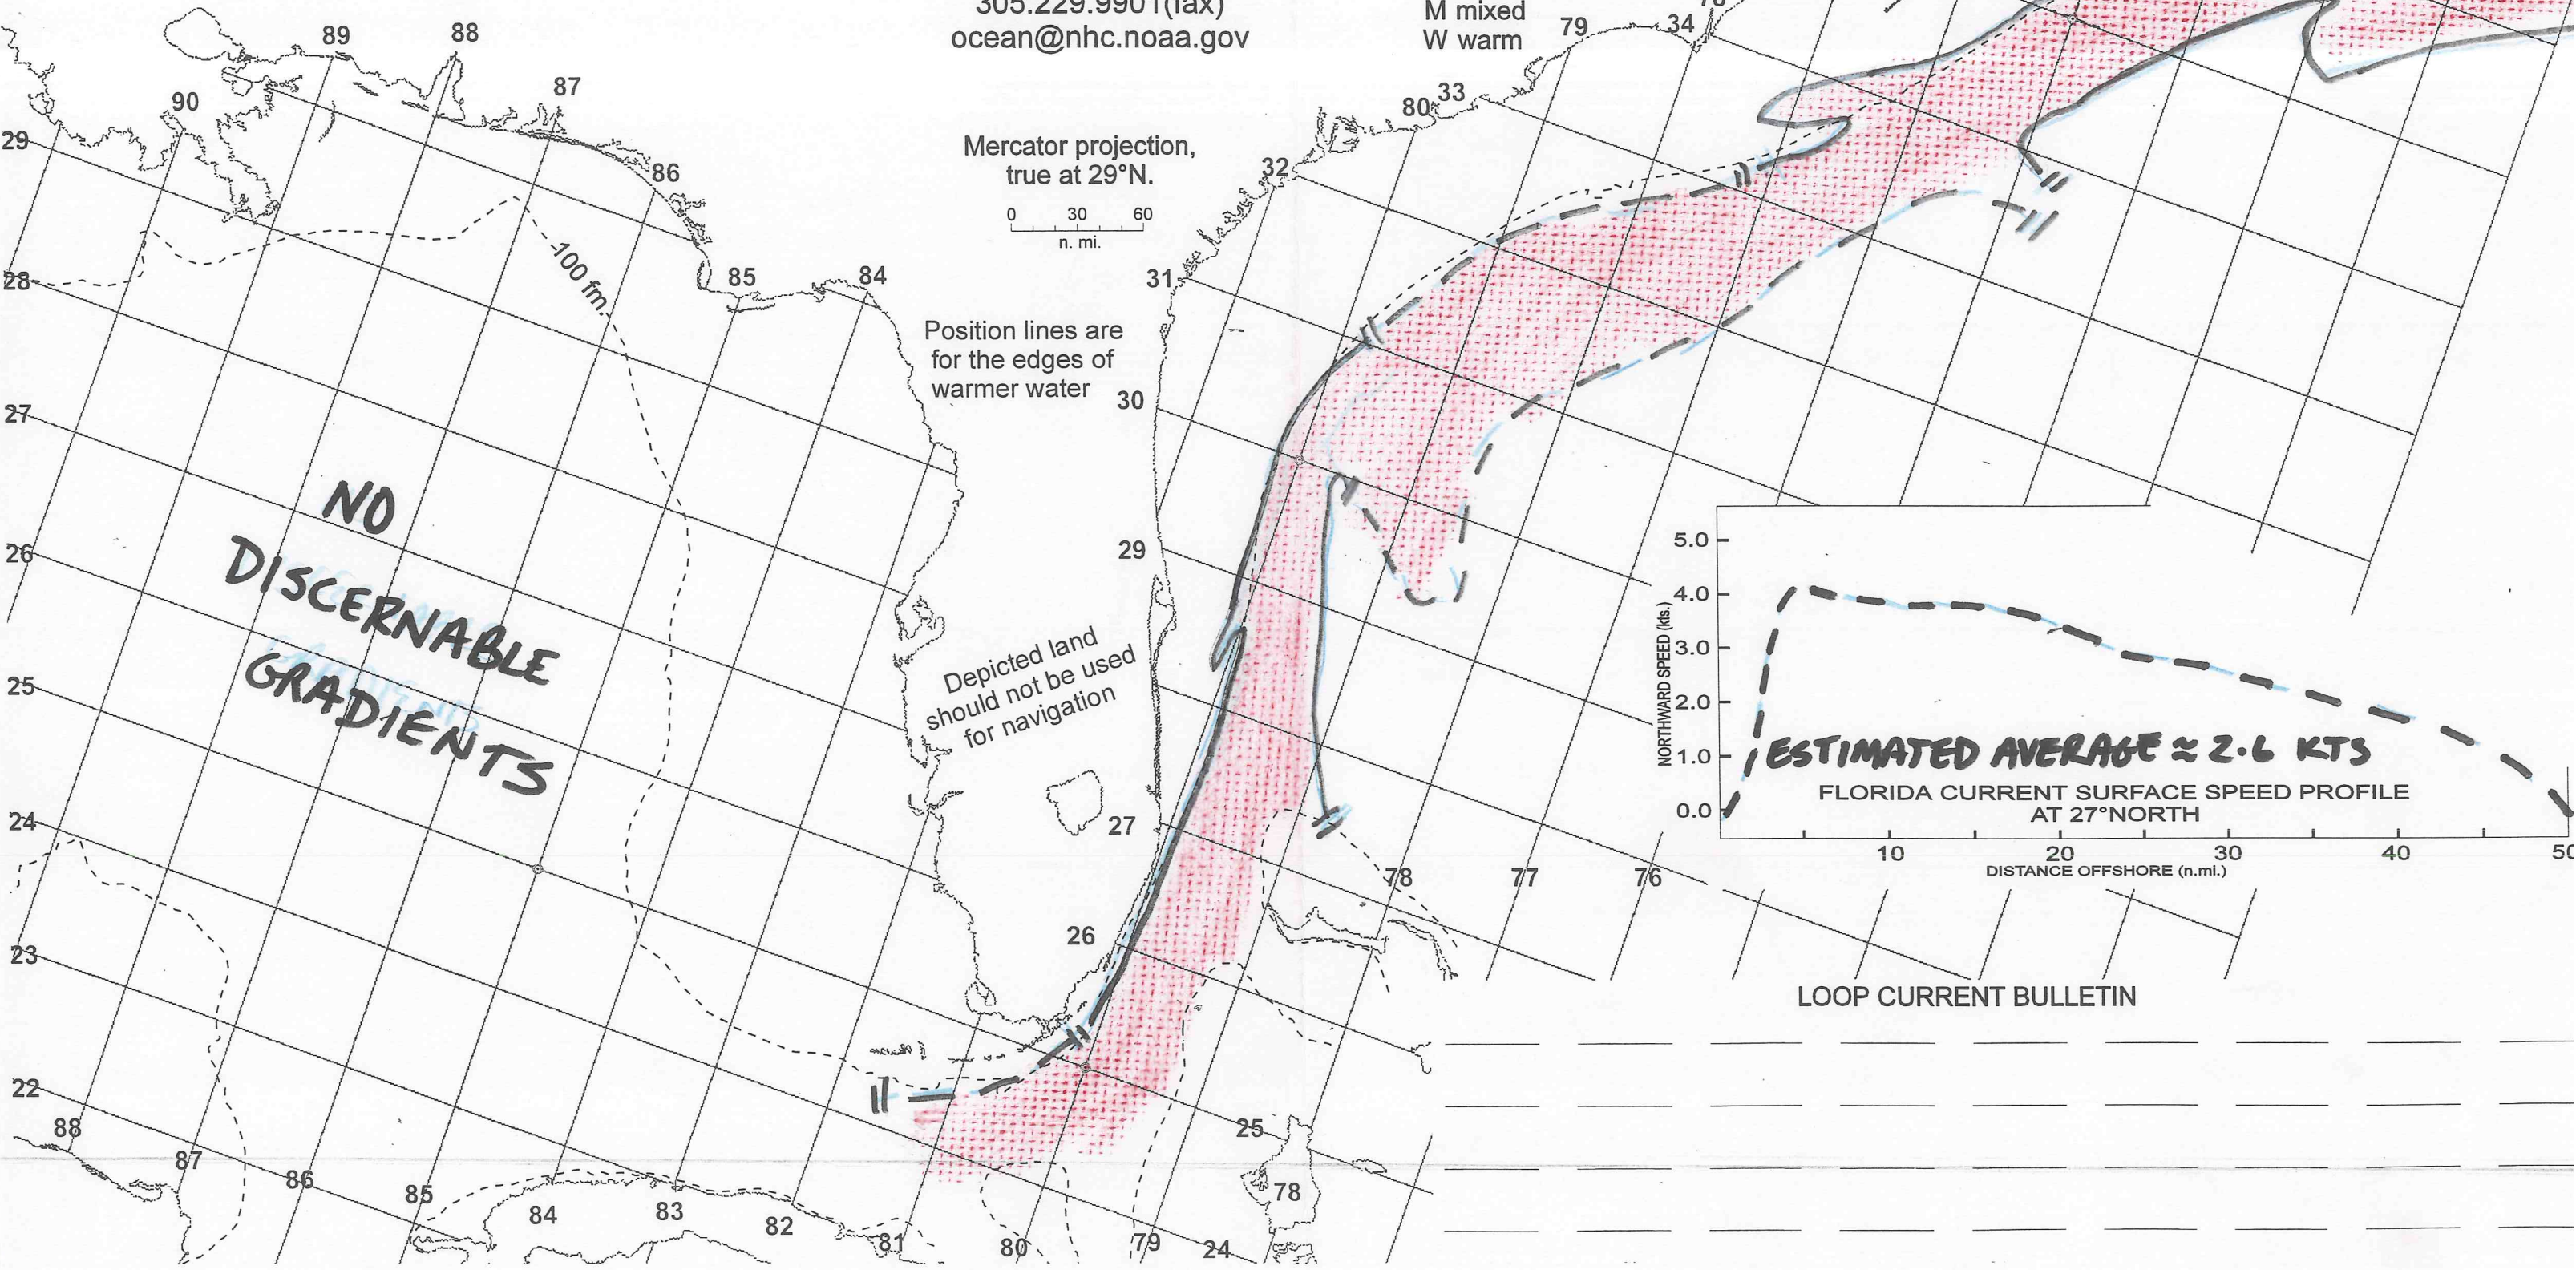 305.229.9901(fax)
ocean@nhc.noaa.gov
M mixed
W warm
89
88
87
90
86
85
84
79
34
80
33
32
31
30
29
29
28
27
26
25
24
23
22
100 fm.
Mercator projection,
true at 29°N.
0 30 60
n. mi.
Position lines are
for the edges of
warmer water
NO
DISCERNABLE
GRADIENTS
Depicted land
should not be used
for navigation
27
26
78
77
76
5.0
4.0
3.0
2.0
1.0
0.0
NORTHWARD SPEED (kts.)
ESTIMATED AVERAGE ≈ 2.6 KTS
FLORIDA CURRENT SURFACE SPEED PROFILE
AT 27°NORTH
10 20 30 40
DISTANCE OFFSHORE (n.mi.)
LOOP CURRENT BULLETIN
88
87
86
85
84
83
82
81
80
79
24
25
78